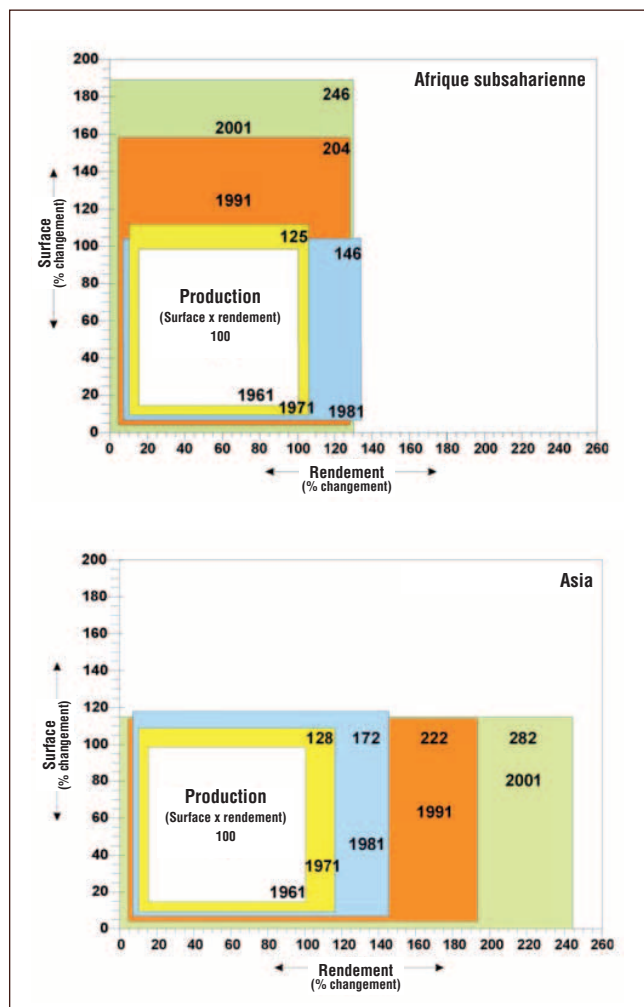 Afrique subsaharienne
200
180
160
140
120
100
80
60
40
20
0
Surface
(% changement)
246
2001
204
1991
125
146
Production
(Surface x rendement)
100
1961
1971
1981
0 20 40 60 80 100 120 140 160 180 200 220 240 260
Rendement
(% changement)
Asia
200
180
160
140
120
100
80
60
40
20
0
Surface
(% changement)
128 172 222 282
2001
Production
(Surface x rendement)
100
1991
1981
1971
1961
0 20 40 60 80 100 120 140 160 180 200 220 240 260
Rendement
(% changement)